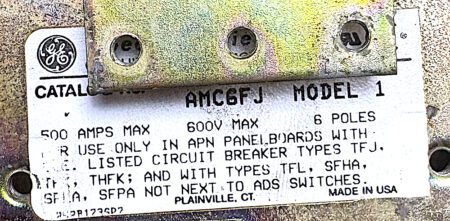 GE
CATALO
AMC6FJ MODEL 1
500 AMPS MAX 600V MAX 6 POLES
USE ONLY IN APN PANELBOARDS WITH
LISTED CIRCUIT BREAKER TYPES TFJ,
THFK; AND WITH TYPES TFL, SFHA,
SFPA NOT NEXT TO ADS SWITCHES.
PLAINVILLE, CT. MADE IN USA